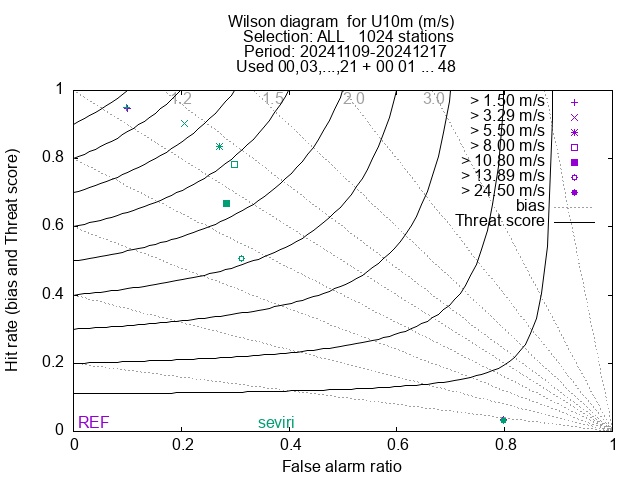 Wilson diagram  for U10m (m/s)
Selection: ALL   1024 stations
Period: 20241109-20241217
Used 00,03,...,21 + 00 01 ... 48
1.2
1.5
2.0
3.0
> 1.50 m/s
> 3.29 m/s
> 5.50 m/s
> 8.00 m/s
> 10.80 m/s
> 13.89 m/s
> 24.50 m/s
bias
Threat score
1
0.8
0.6
0.4
0.2
0
Hit rate (bias and Threat score)
REF
seviri
0
0.2
0.4
0.6
0.8
1
False alarm ratio